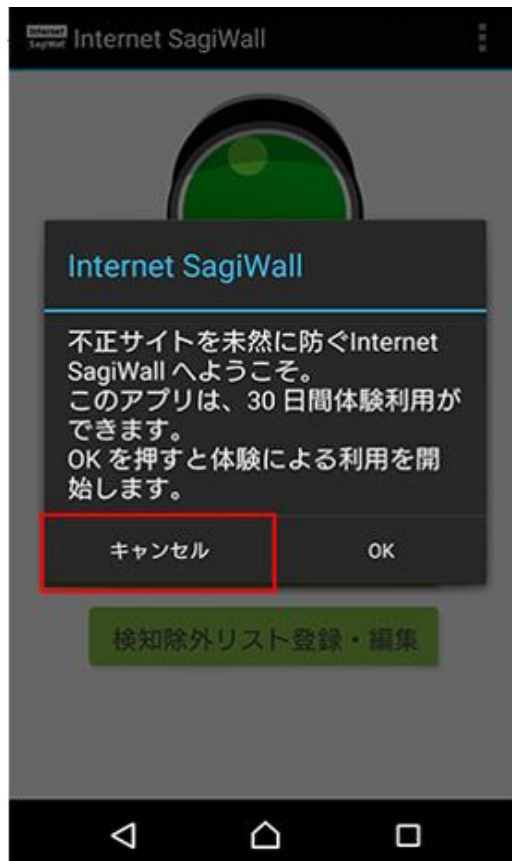 Internet SagiWall
Internet SagiWall
Internet SagiWall
不正サイトを未然に防ぐInternet
SagiWall へようこそ。
このアプリは、30 日間体験利用が
できます。
OK を押すと体験による利用を開
始します。
キャンセル
OK
検知除外リスト登録・編集